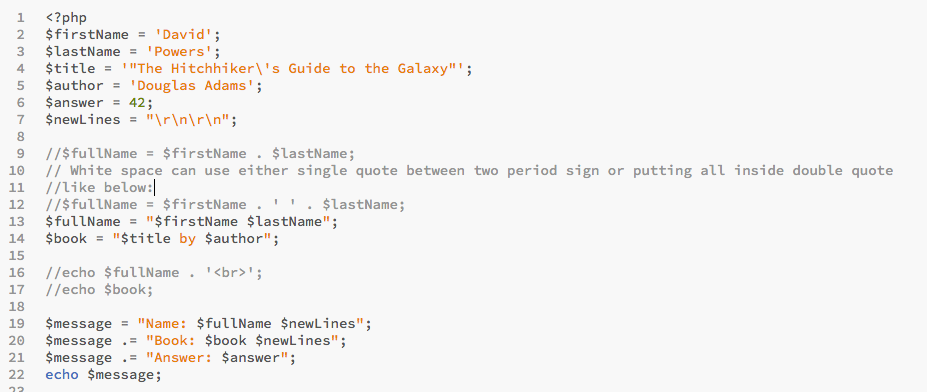 1 <?php
2 $firstName = 'David';
3 $lastName = 'Powers';
4 $title = '"The Hitchhiker\'s Guide to the Galaxy"';
5 $author = 'Douglas Adams';
6 $answer = 42;
7 $newLines = "\r\n\r\n";
8
9 //$fullName = $firstName . $lastName;
10 // White space can use either single quote between two period sign or putting all inside double quote
11 //like below:
12 //$fullName = $firstName . ' ' . $lastName;
13 $fullName = "$firstName $lastName";
14 $book = "$title by $author";
15
16 //echo $fullName . '<br>';
17 //echo $book;
18
19 $message = "Name: $fullName $newLines";
20 $message .= "Book: $book $newLines";
21 $message .= "Answer: $answer";
22 echo $message;
23